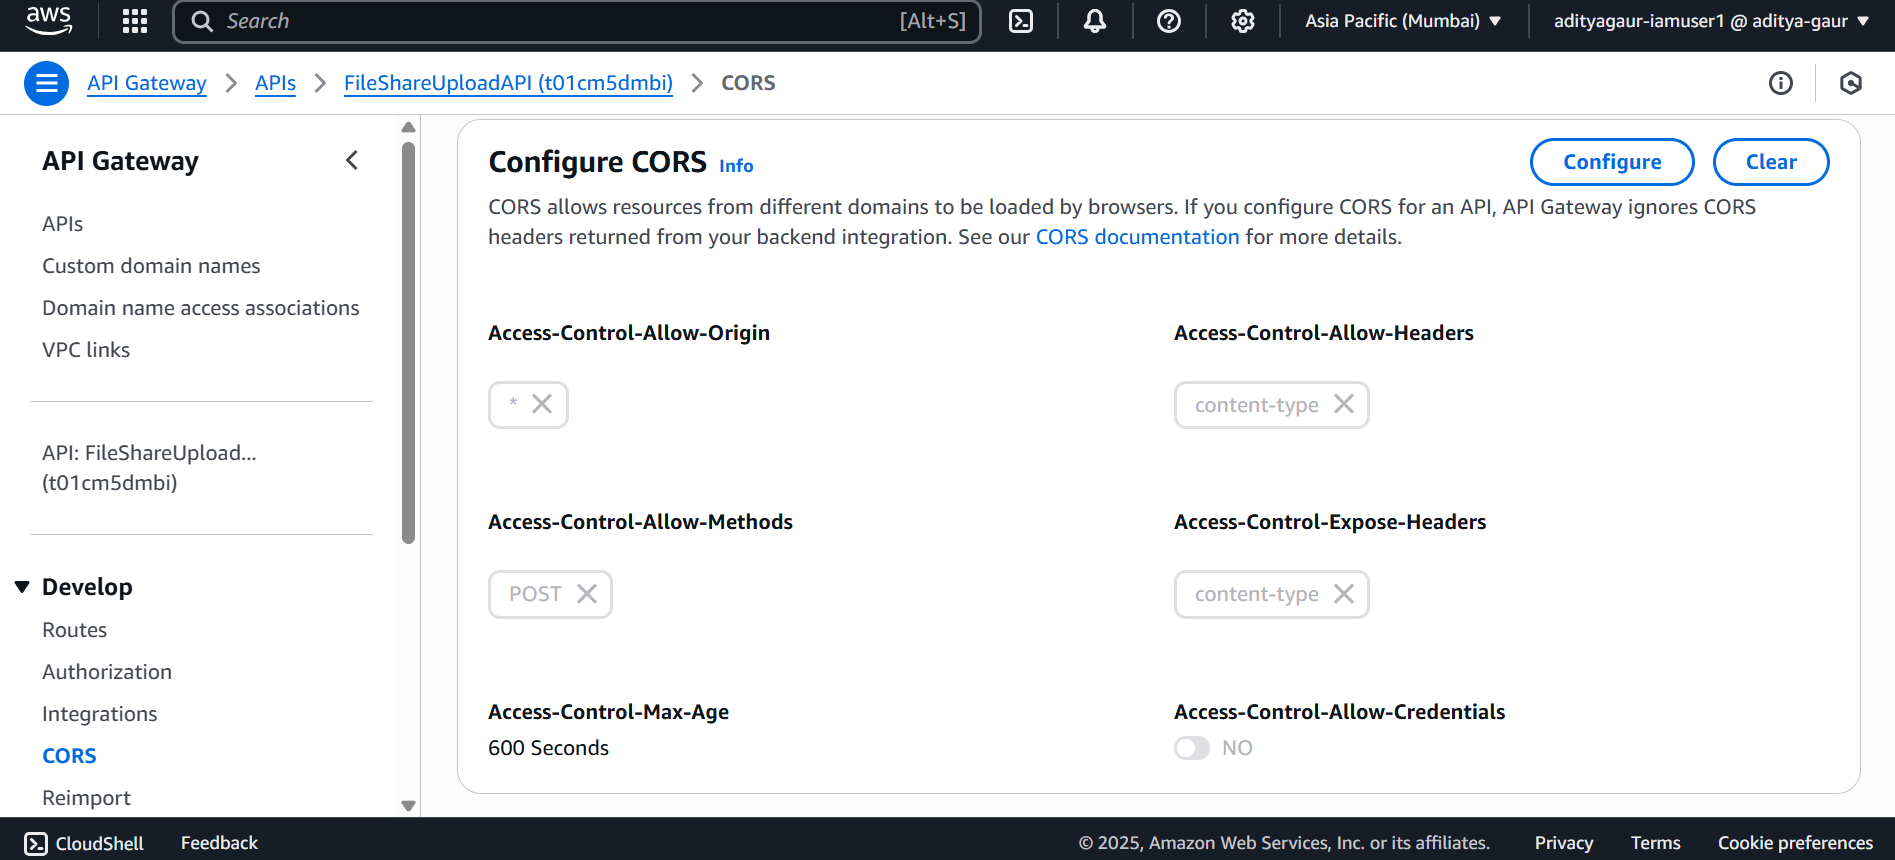 aws
Search
[Alt+S]
Asia Pacific (Mumbai)
adityagaur-iamuser1 @ aditya-gaur
API Gateway
APIs
FileShareUploadAPI (t01cm5dmbi)
CORS
API Gateway
APIs
Custom domain names
Domain name access associations
VPC links
API: FileShareUpload...
(t01cm5dmbi)
Develop
Routes
Authorization
Integrations
CORS
Reimport
Configure CORS Info
Configure
Clear
CORS allows resources from different domains to be loaded by browsers. If you configure CORS for an API, API Gateway ignores CORS
headers returned from your backend integration. See our CORS documentation for more details.
Access-Control-Allow-Origin
*
Access-Control-Allow-Headers
content-type
Access-Control-Allow-Methods
POST
Access-Control-Expose-Headers
content-type
Access-Control-Max-Age
600 Seconds
Access-Control-Allow-Credentials
NO
CloudShell
Feedback
© 2025, Amazon Web Services, Inc. or its affiliates.
Privacy
Terms
Cookie preferences